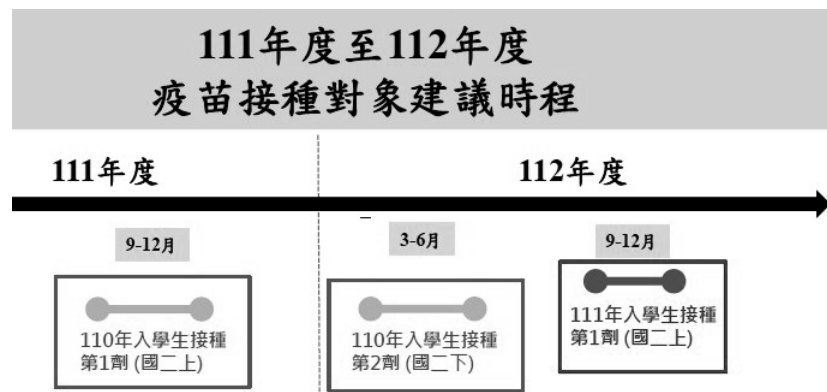 111年度至112年度
疫苗接種對象建議時程
111年度
112年度
9-12月
3-6月
9-12月
110年入學生接種
第1劑 (國二上)
110年入學生接種
第2劑 (國二下)
111年入學生接種
第1劑 (國二上)